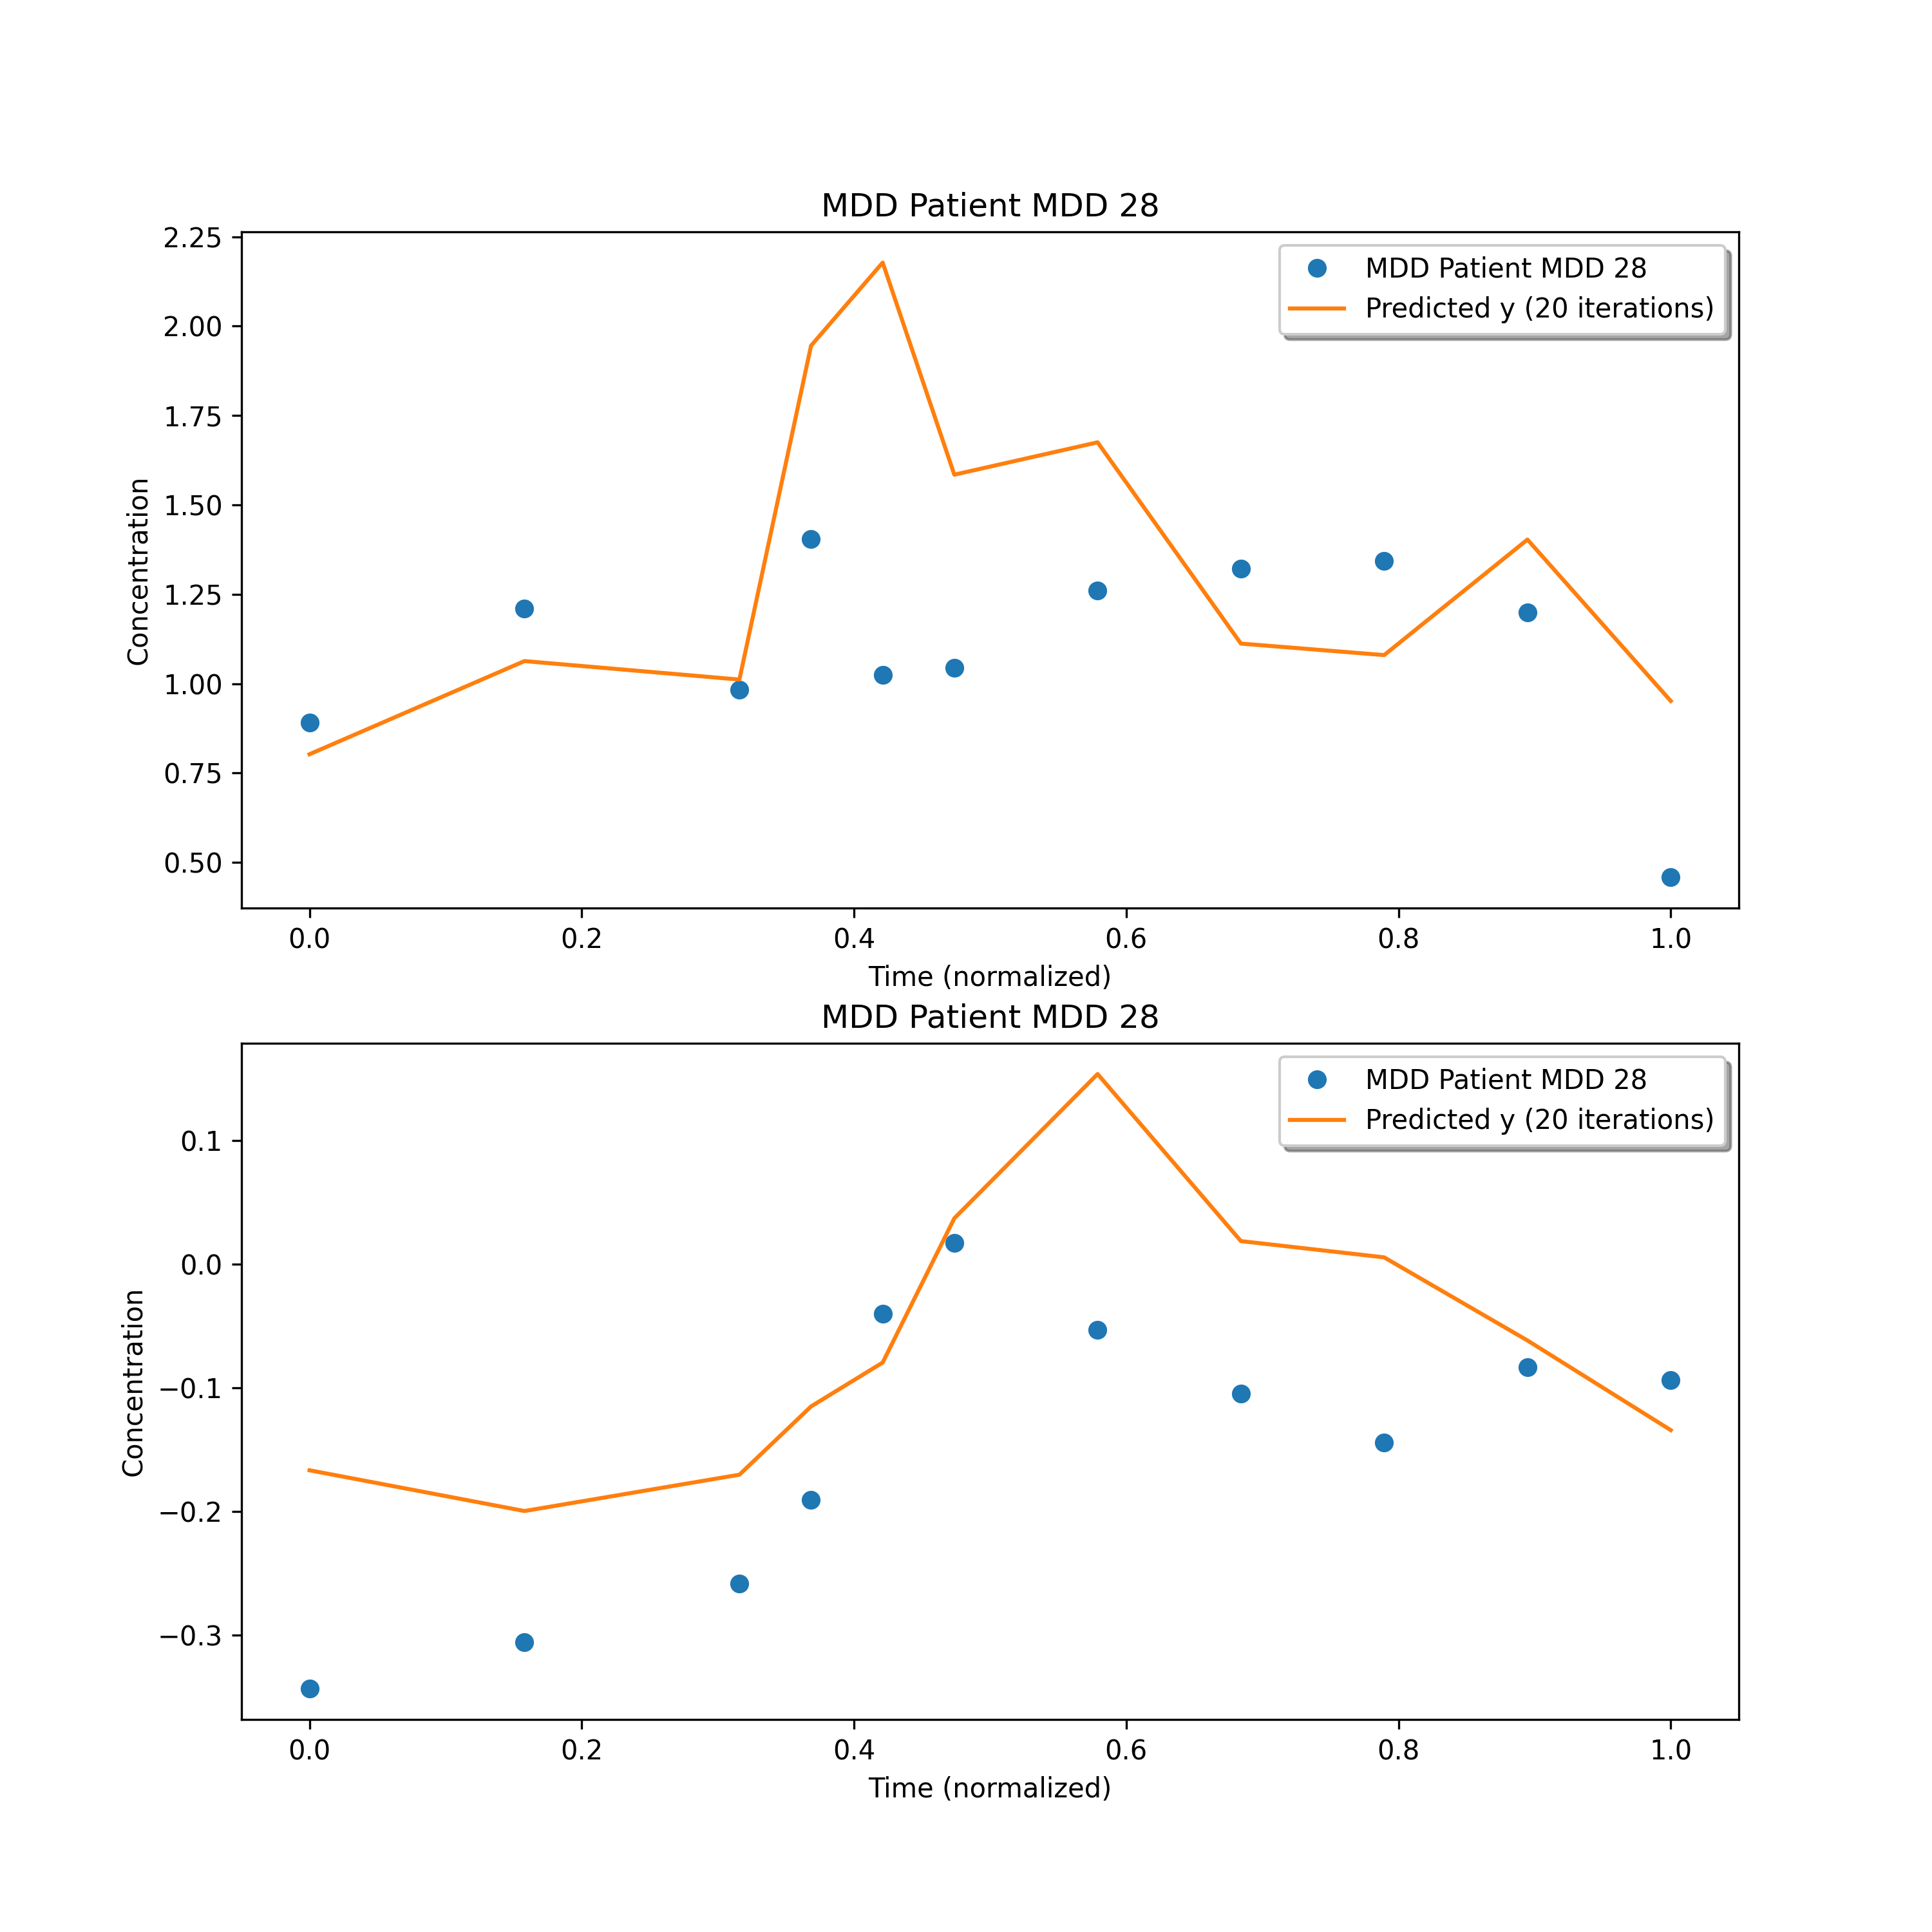 MDD Patient MDD 28
2.25
2.00
1.75
1.50
1.25
1.00
0.75
0.50
Concentration
MDD Patient MDD 28
Predicted y (20 iterations)
0.0 0.2 0.4 0.6 0.8 1.0
Time (normalized)
MDD Patient MDD 28
0.1
0.0
−0.1
−0.2
−0.3
Concentration
MDD Patient MDD 28
Predicted y (20 iterations)
0.0 0.2 0.4 0.6 0.8 1.0
Time (normalized)